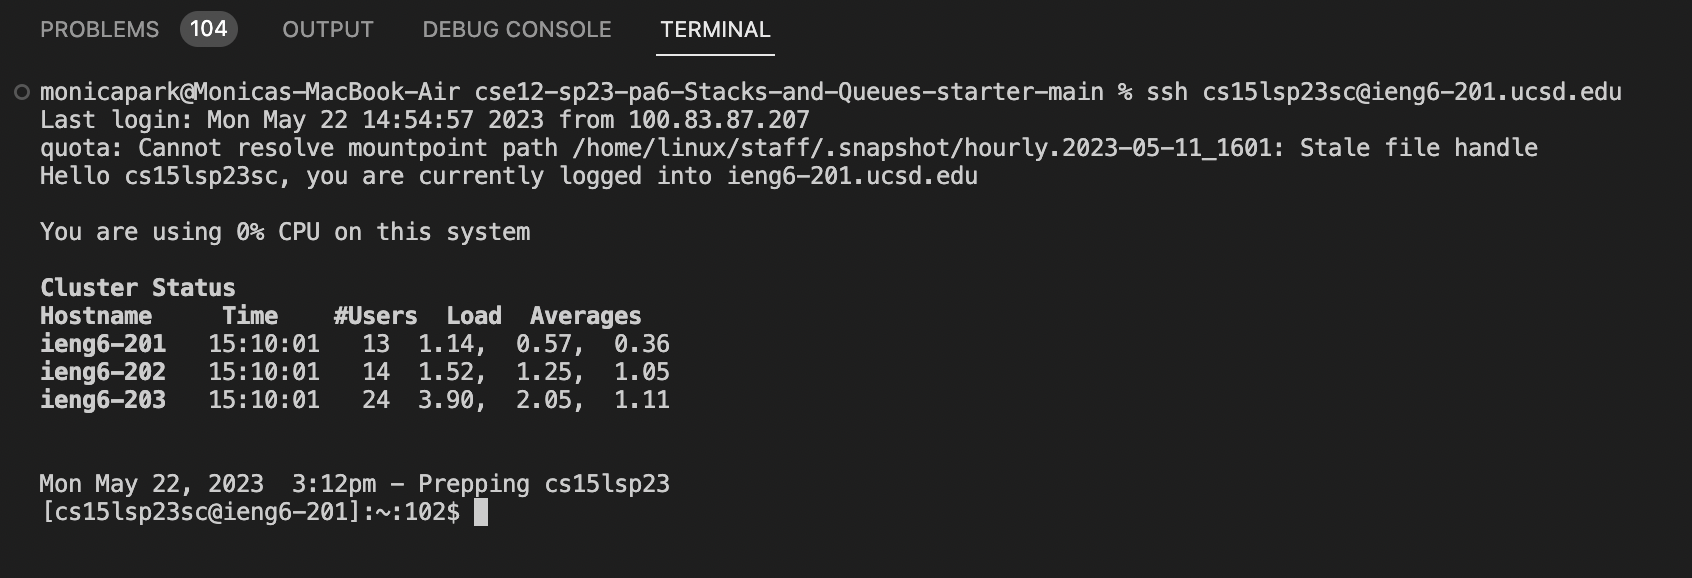 PROBLEMS 104 OUTPUT DEBUG CONSOLE TERMINAL
monicapark@Monicas-MacBook-Air cse12-sp23-pa6-Stacks-and-Queues-starter-main % ssh cs15lsp23sc@ieng6-201.ucsd.edu
Last login: Mon May 22 14:54:57 2023 from 100.83.87.207
quota: Cannot resolve mountpoint path /home/linux/staff/.snapshot/hourly.2023-05-11_1601: Stale file handle
Hello cs15lsp23sc, you are currently logged into ieng6-201.ucsd.edu
You are using 0% CPU on this system
Cluster Status
Hostname     Time    #Users  Load  Averages
ieng6-201   15:10:01   13  1.14,  0.57,  0.36
ieng6-202   15:10:01   14  1.52,  1.25,  1.05
ieng6-203   15:10:01   24  3.90,  2.05,  1.11
Mon May 22, 2023  3:12pm - Prepping cs15lsp23
[cs15lsp23sc@ieng6-201]:~:102$